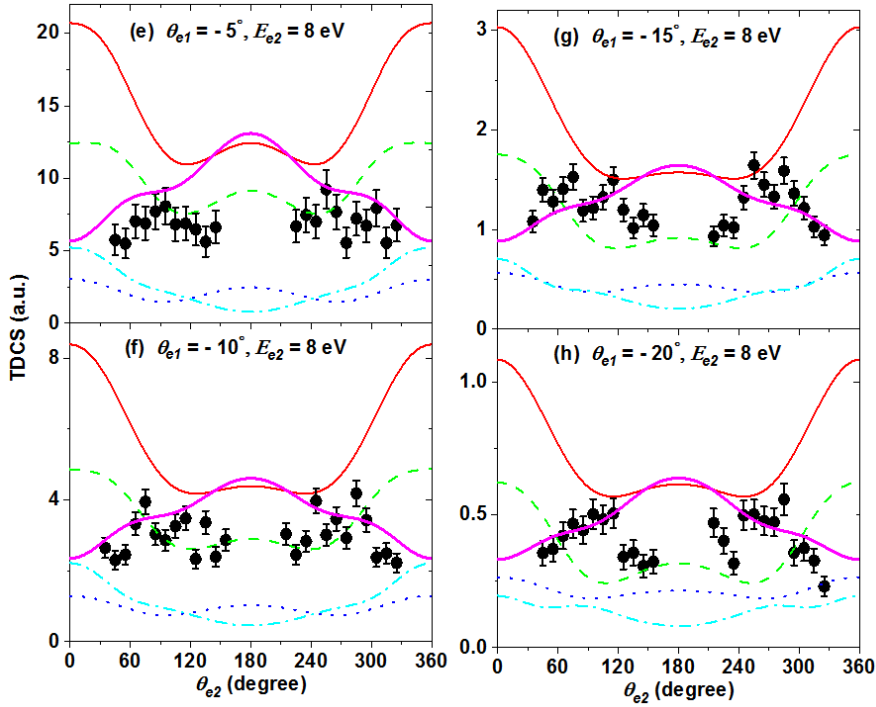 (e) θe1 = - 5°, Ee2 = 8 eV
20
15
10
5
0
(g) θe1 = - 15°, Ee2 = 8 eV
3
2
1
0
TDCS (a.u.)
(f) θe1 = - 10°, Ee2 = 8 eV
8
4
0
0 60 120 180 240 300 360
θe2 (degree)
(h) θe1 = - 20°, Ee2 = 8 eV
1.0
0.5
0.0
0 60 120 180 240 300 360
θe2 (degree)